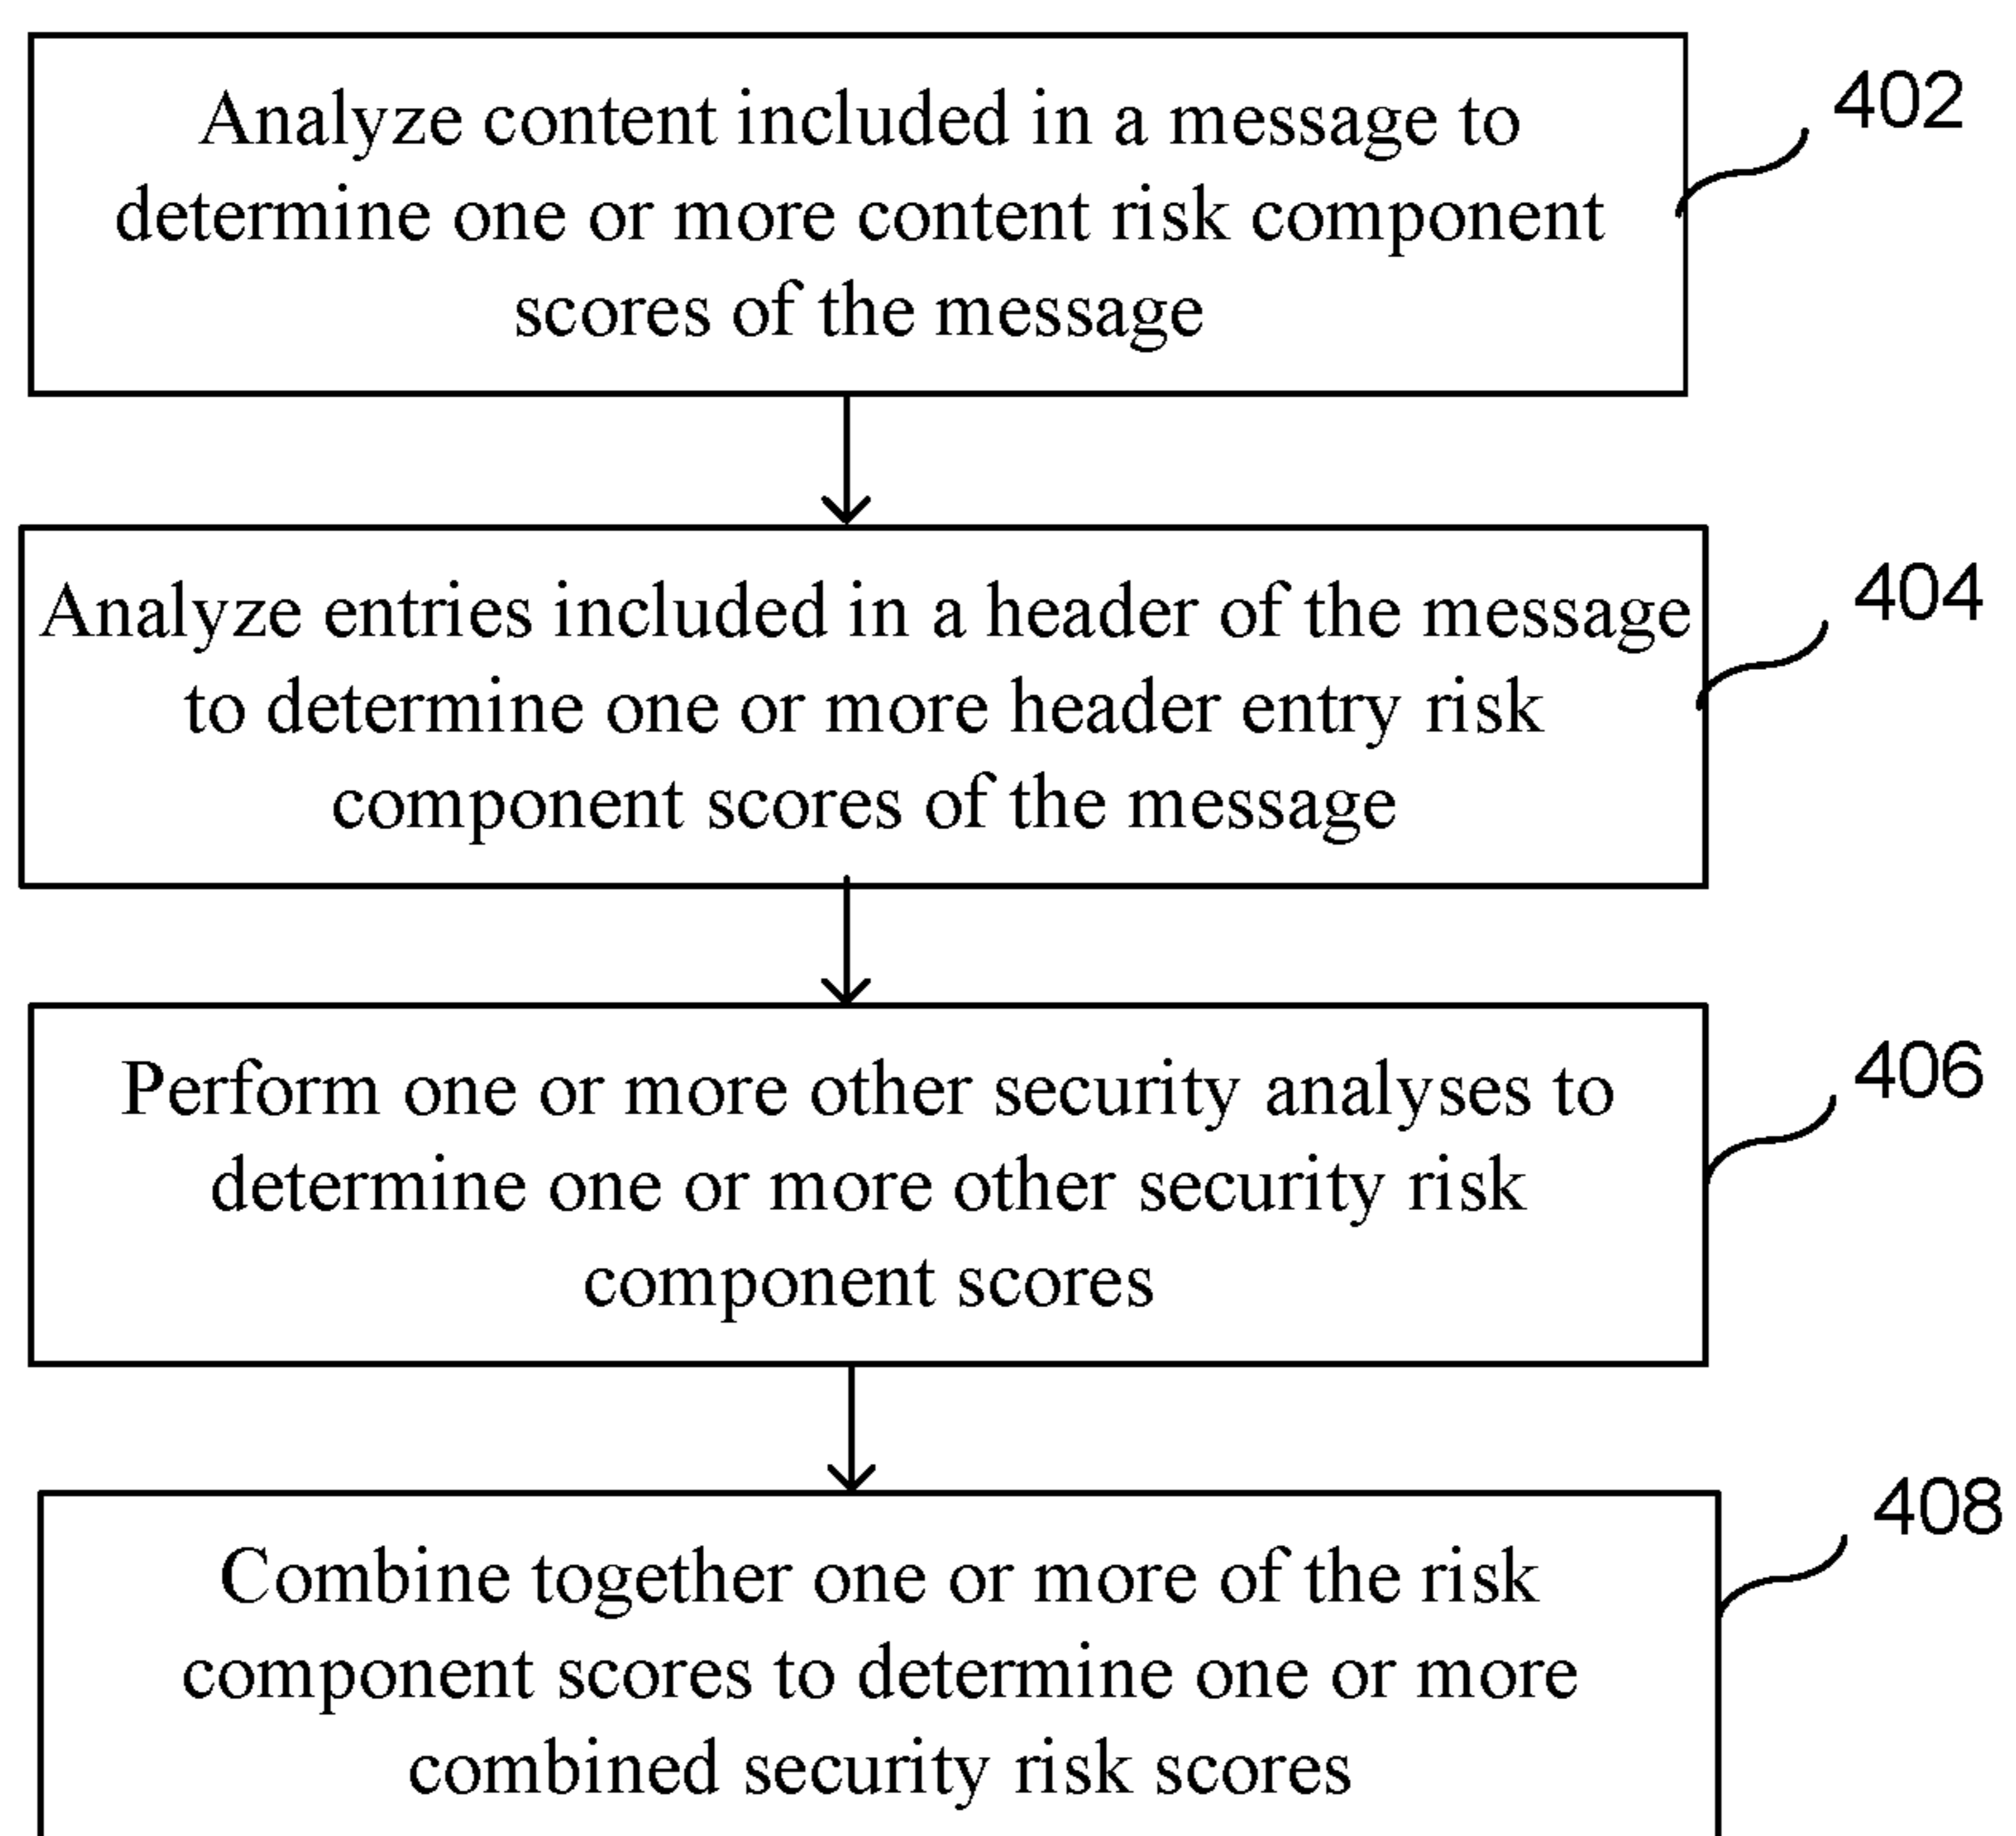 Analyze content included in a message to
determine one or more content risk component
scores of the message
402
Analyze entries included in a header of the message
to determine one or more header entry risk
component scores of the message
404
Perform one or more other security analyses to
determine one or more other security risk
component scores
406
Combine together one or more of the risk
component scores to determine one or more
combined security risk scores
408